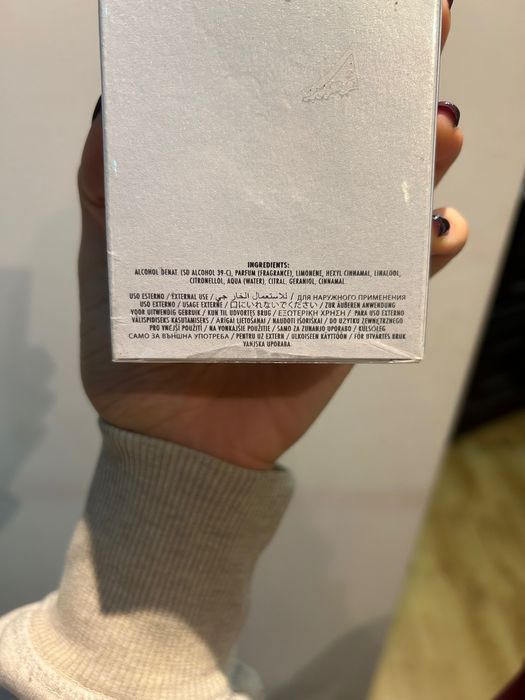 INGREDIENTS:
ALCOHOL DENAT. (SD ALCOHOL 39-C), PARFUM (FRAGRANCE), LIMONENE, HEXYL CINNAMAL, LINALOOL,
CITRONELLOL, AQUA (WATER), CITRAL, GERANIOL, CINNAMAL.
USO ESTERNO / EXTERNAL USE / للاستعمال الخار جي / ДЛЯ НАРУЖНОГО ПРИМЕНЕНИЯ
USO EXTERNO / USAGE EXTERNE / 口にいれないでください / ZUR ÄUßEREN ANWENDUNG
VOOR UITWENDIG GEBRUIK / KUN TIL UDVORTES BRUG / ΕΞΩΤΕΡΙΚΗ ΧΡΗΣΗ / PARA USO EXTERNO
VÄLISPIDISEKS KASUTAMISEKS / ĀRĪGAI LIETOŠANAI / NAUDOTI IŠORIŠKAI / DO UŻYTKU ZEWNĘTRZNEGO
PRO VNĚJŠÍ POUŽITÍ / NA VONKAJŠIE POUŽITIE / SAMO ZA ZUNANJO UPORABO / KÜLSŐLEG
САМО ЗА ВЪНШНА УПОТРЕБА / PENTRU UZ EXTERN / ULKOISEEN KÄYTTÖÖN / FÖR UTVÄRTES BRUK
VANJSKA UPORABA.